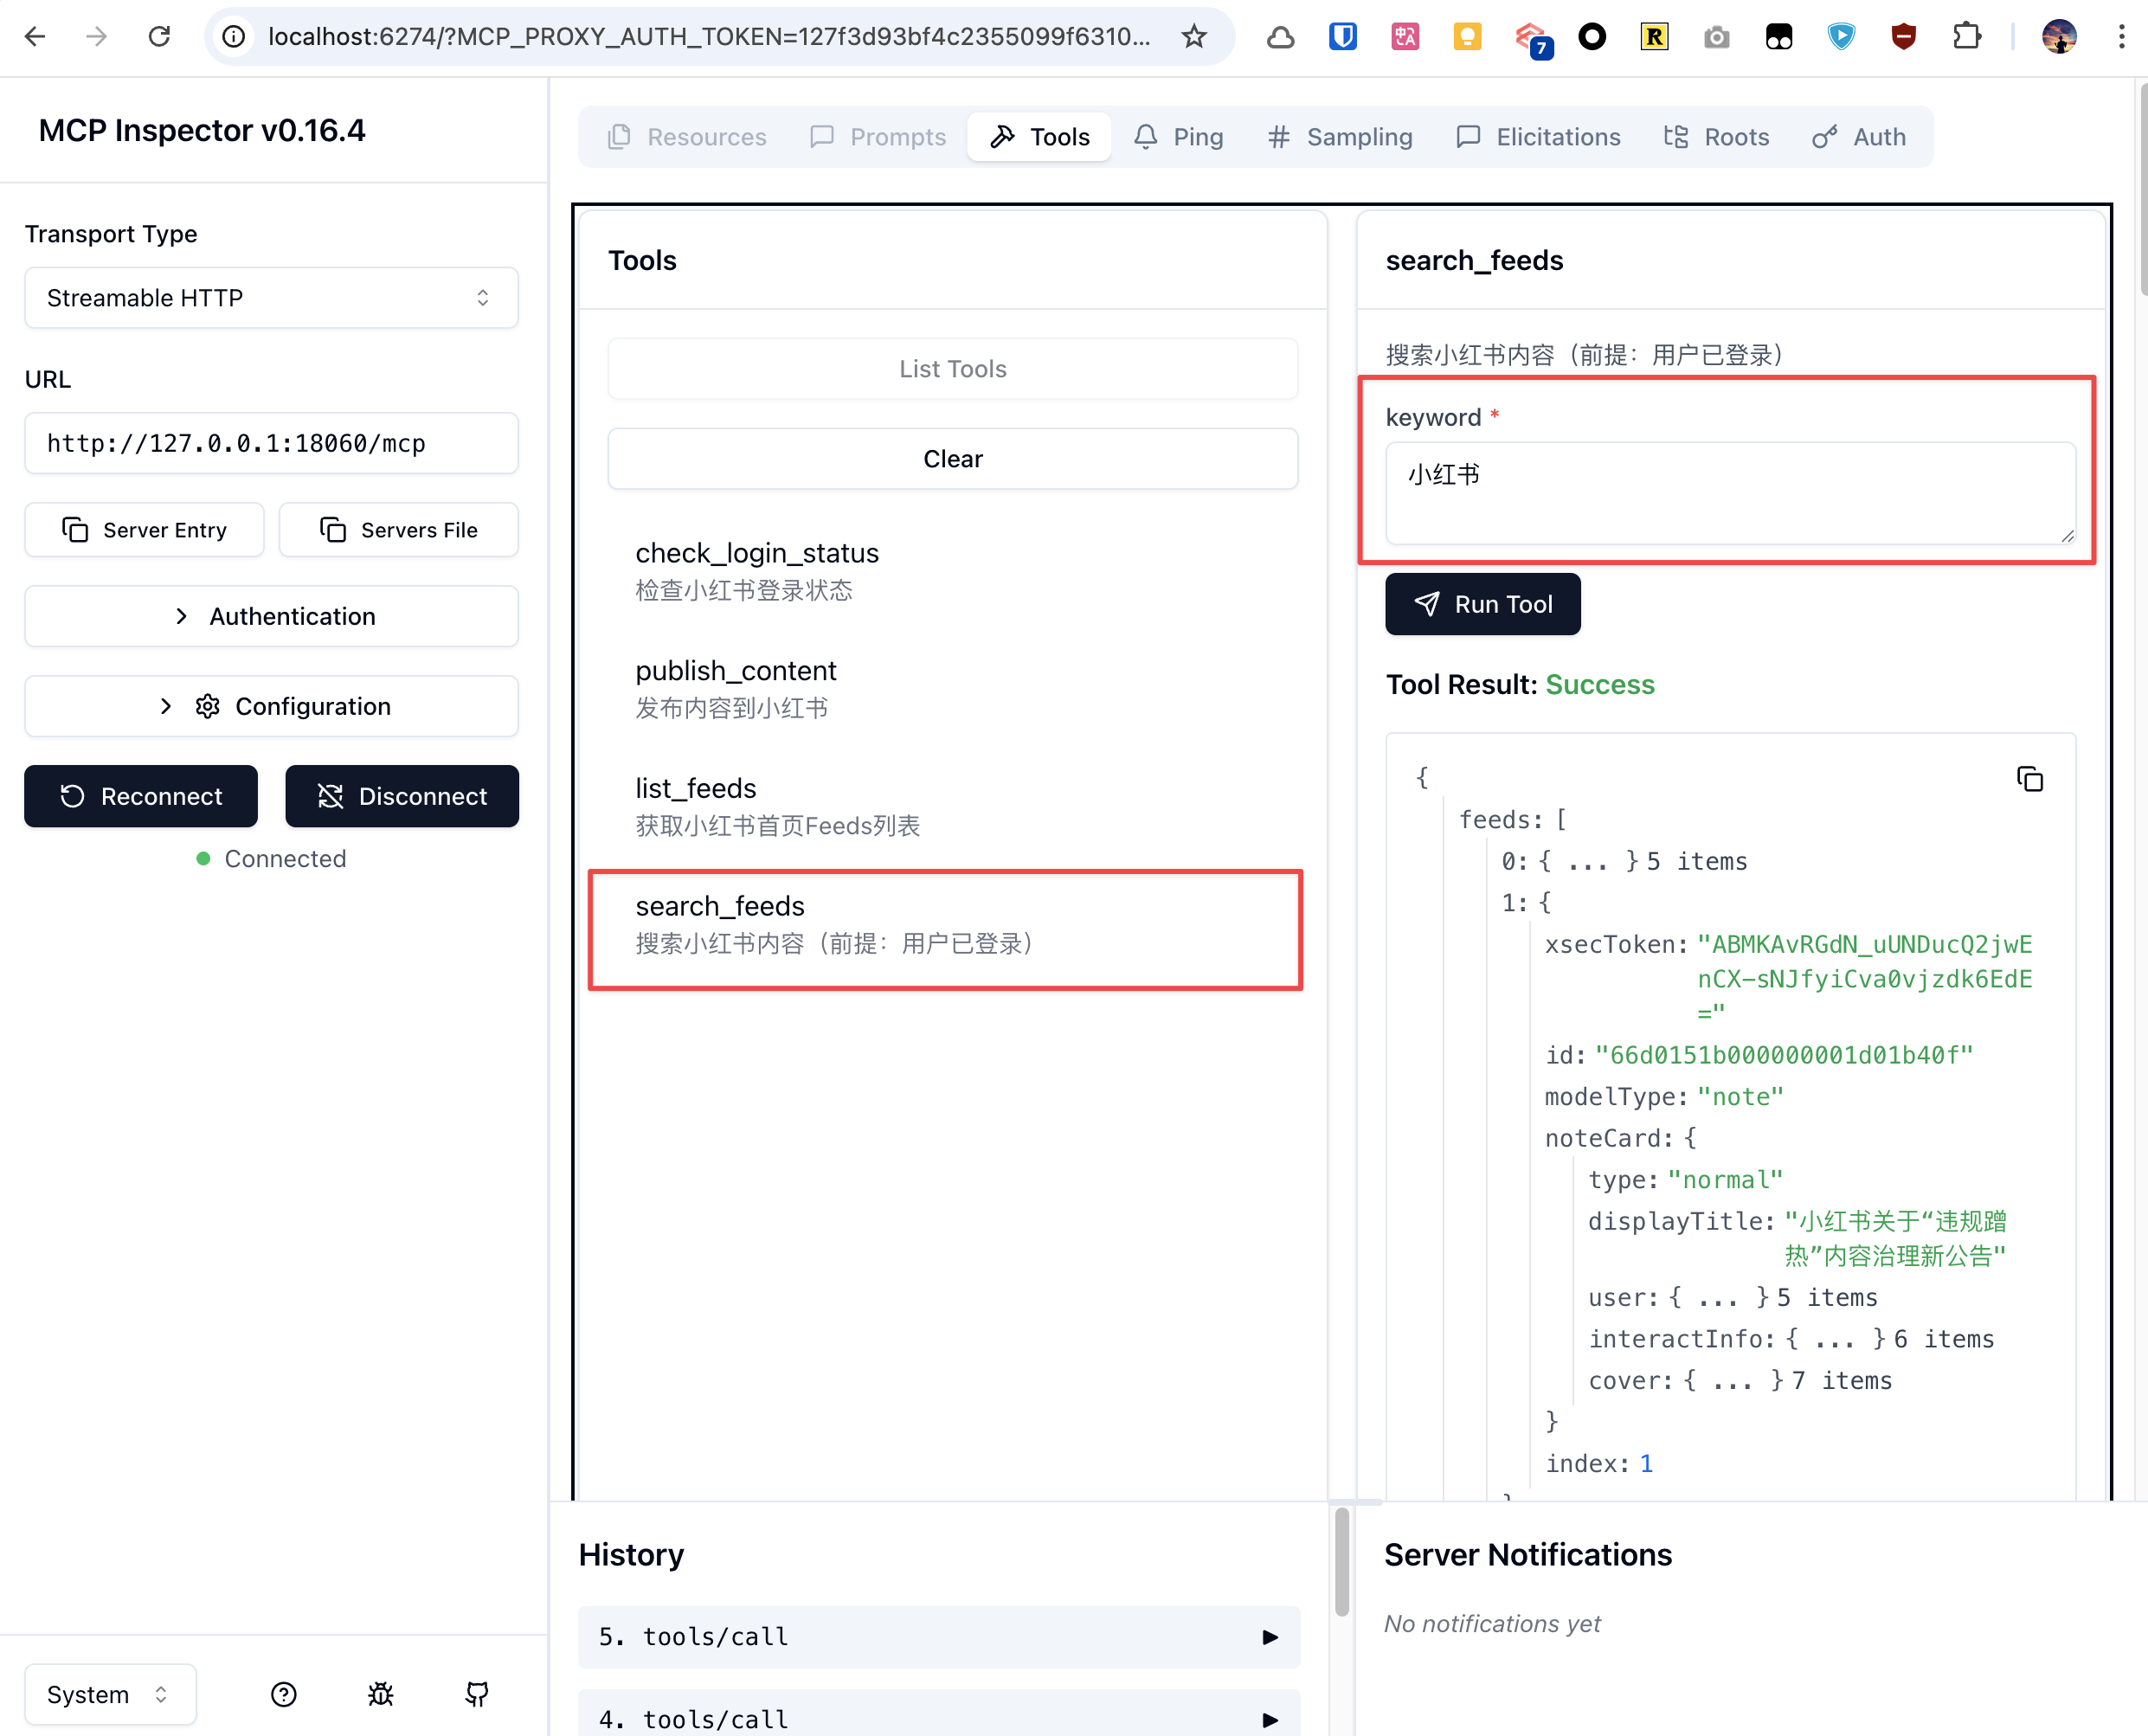 localhost:6274/?MCP_PROXY_AUTH_TOKEN=127f3d93bf4c2355099f6310...
7
R
MCP Inspector v0.16.4
Transport Type
Streamable HTTP
URL
http://127.0.0.1:18060/mcp
Server Entry
Servers File
Authentication
Configuration
Reconnect
Disconnect
Connected
System
Resources
Prompts
Tools
Ping
Sampling
Elicitations
Roots
Auth
Tools
List Tools
Clear
check_login_status
检查小红书登录状态
publish_content
发布内容到小红书
list_feeds
获取小红书首页Feeds列表
search_feeds
搜索小红书内容（前提：用户已登录）
search_feeds
搜索小红书内容（前提：用户已登录）
keyword *
小红书
Run Tool
Tool Result: Success
{
feeds: [
0: { ... } 5 items
1: {
xsecToken: "ABMKAvRGdN_uUNDucQ2jwE
nCX-sNJfyiCva0vjzdk6EdE
="
id: "66d0151b000000001d01b40f"
modelType: "note"
noteCard: {
type: "normal"
displayTitle: "小红书关于“违规蹭
热”内容治理新公告"
user: { ... } 5 items
interactInfo: { ... } 6 items
cover: { ... } 7 items
}
index: 1
}
History
5. tools/call
4. tools/call
Server Notifications
No notifications yet